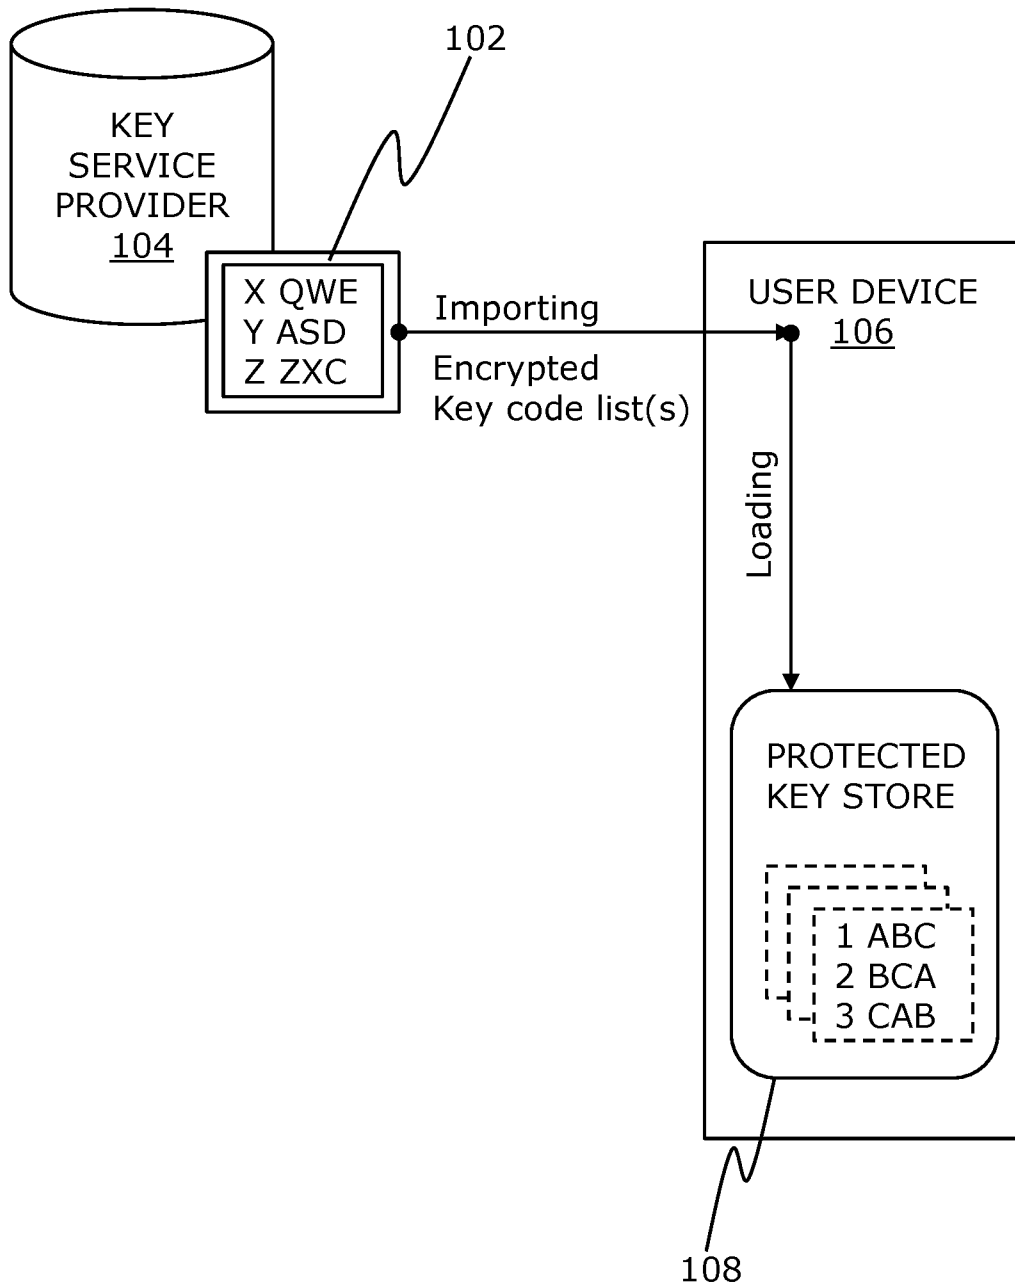 102
KEY
SERVICE
PROVIDER
104
X QWE
Y ASD
Z ZXC
Importing
Encrypted
Key code list(s)
USER DEVICE
106
Loading
PROTECTED
KEY STORE
1 ABC
2 BCA
3 CAB
108